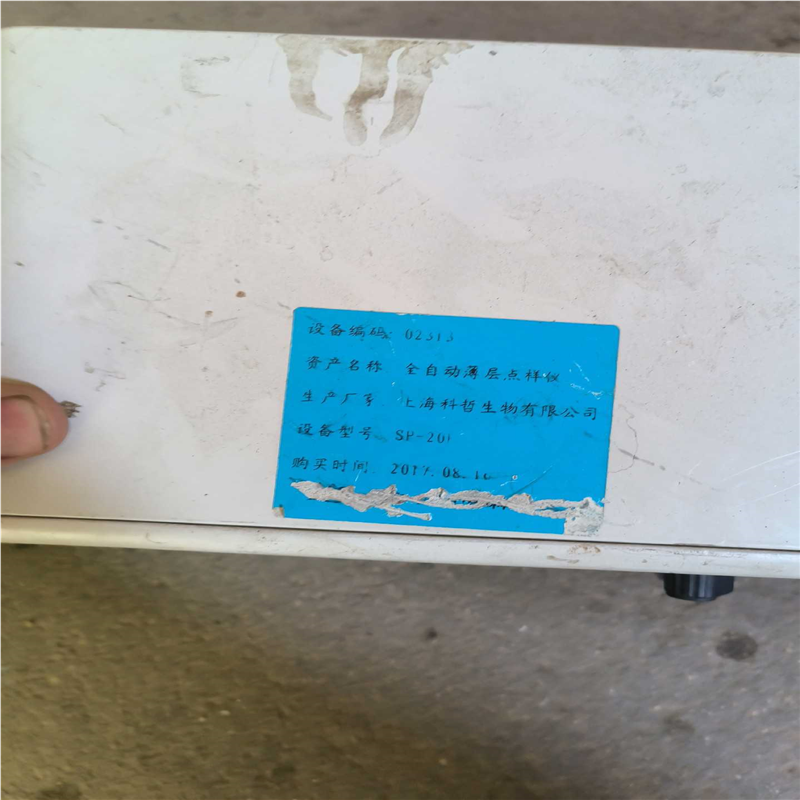 设备编码: 02313
资产名称 全自动薄层点样仪
生产厂家 上海科哲生物有限公司
设备型号 SP-20
购买时间 2017.08.16